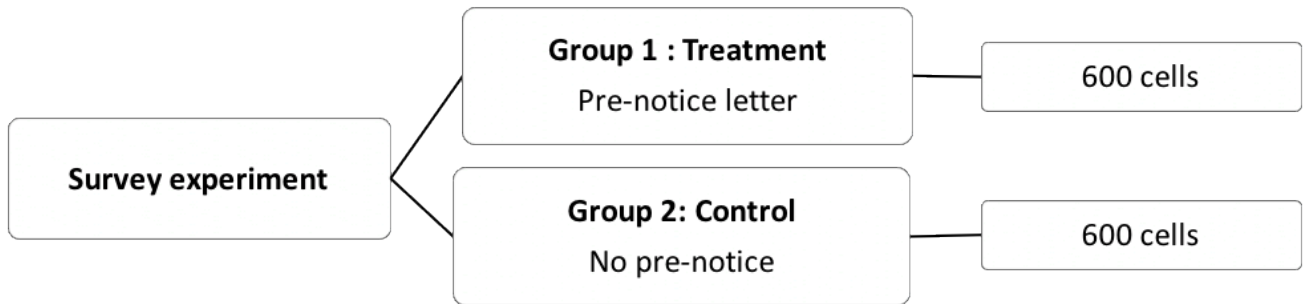 Survey experiment
Group 1 : Treatment
Pre-notice letter
600 cells
Group 2: Control
No pre-notice
600 cells